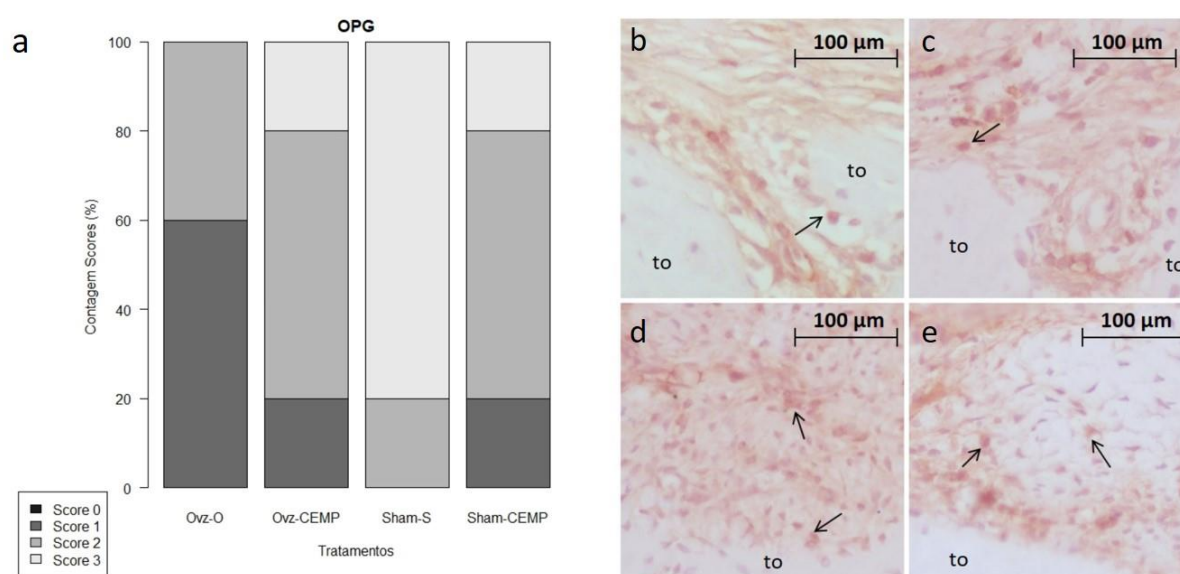 a
OPG
Contagem Scores (%)
100
80
60
40
20
0
Ovz-O
Ovz-CEMP
Sham-S
Sham-CEMP
Tratamentos
Score 0
Score 1
Score 2
Score 3
b
100 µm
to
to
c
100 µm
to
to
d
100 µm
to
e
100 µm
to